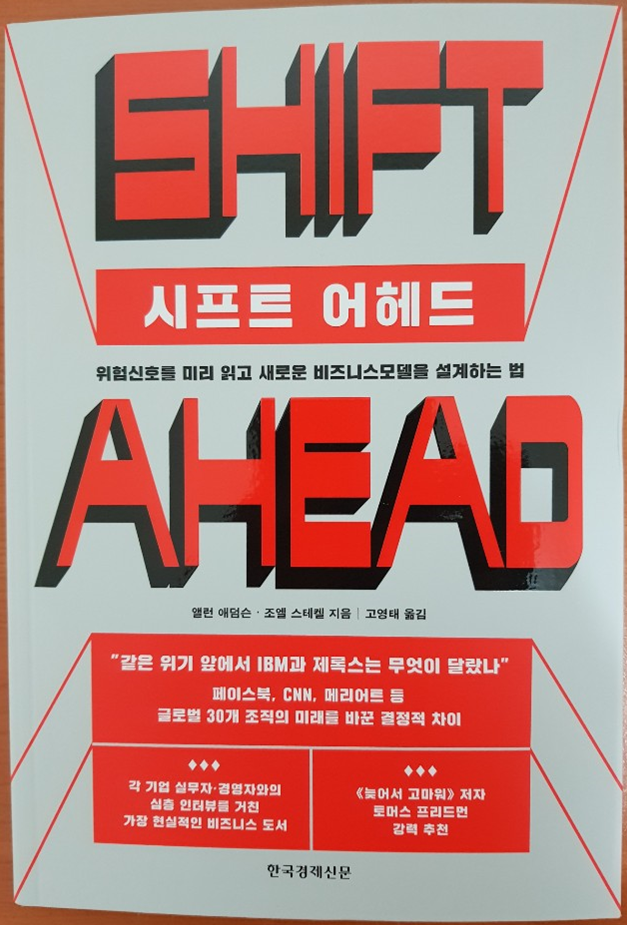 SHIFT
시프트 어헤드
위험신호를 미리 읽고 새로운 비즈니스모델을 설계하는 법
AHEAD
앨런 애덤슨 · 조엘 스테켈 지음 | 고영태 옮김
"같은 위기 앞에서 IBM과 제록스는 무엇이 달랐나"
페이스북, CNN, 메리어트 등
글로벌 30개 조직의 미래를 바꾼 결정적 차이
각 기업 실무자·경영자와의
심층 인터뷰를 거친
가장 현실적인 비즈니스 도서
《늦어서 고마워》 저자
토머스 프리드먼
강력 추천
한국경제신문